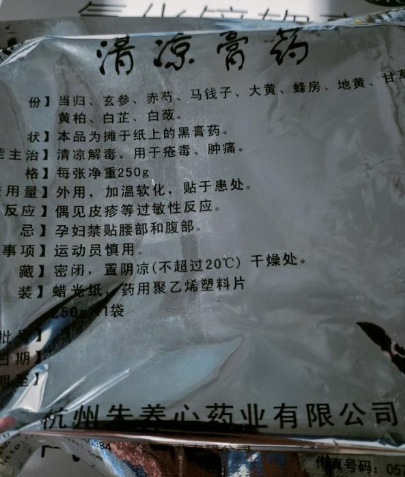 清凉膏药
份】当归、玄参、赤芍、马钱子、大黄、蜂房、地黄、甘草
黄柏、白芷、白蔹。
状】本品为摊于纸上的黑膏药。
主治】清凉解毒。用于疮毒、肿痛。
格】每张净重250g
用量】外用，加温软化，贴于患处。
反应】偶见皮疹等过敏性反应。
忌】孕妇禁贴腰部和腹部。
事项】运动员慎用。
藏】密闭，置阴凉(不超过20℃)干燥处。
装】蜡光纸，药用聚乙烯塑料片
1袋
日期】
杭州朱养心药业有限公司